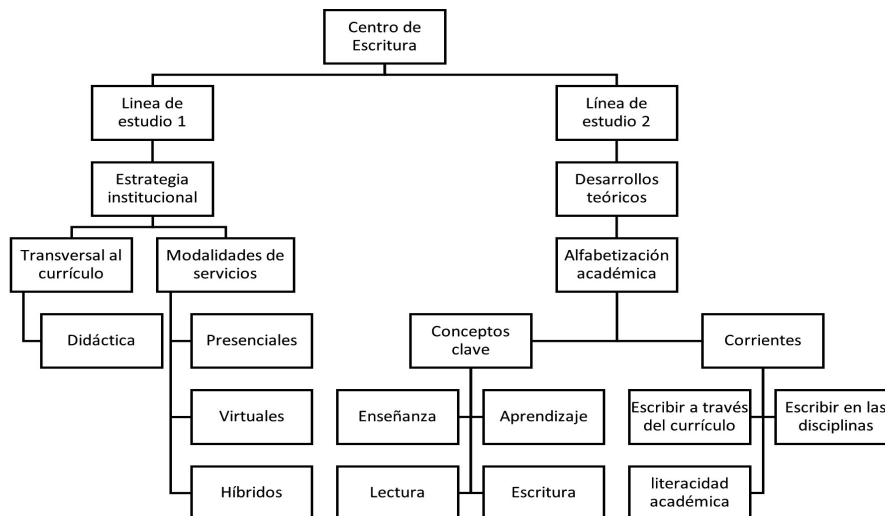 Centro de
Escritura
Linea de
estudio 1
Línea de
estudio 2
Estrategia
institucional
Desarrollos
teóricos
Transversal al
currículo
Modalidades de
servicios
Alfabetización
académica
Didáctica
Presenciales
Conceptos
clave
Corrientes
Virtuales
Enseñanza
Aprendizaje
Escribir a través
del currículo
Escribir en las
disciplinas
Híbridos
Lectura
Escritura
literacidad
académica